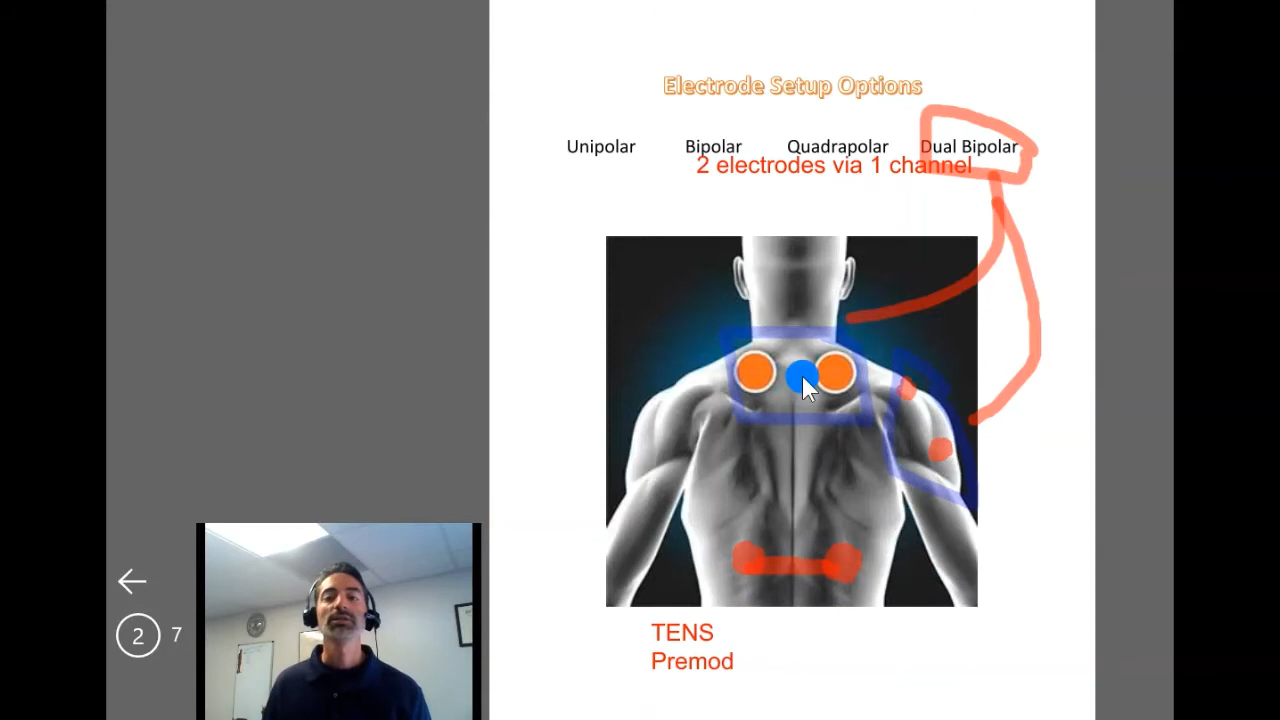 Electrode Setup Options
Unipolar Bipolar Quadrapolar Dual Bipolar
2 electrodes via 1 channel
TENS
Premod
2 7